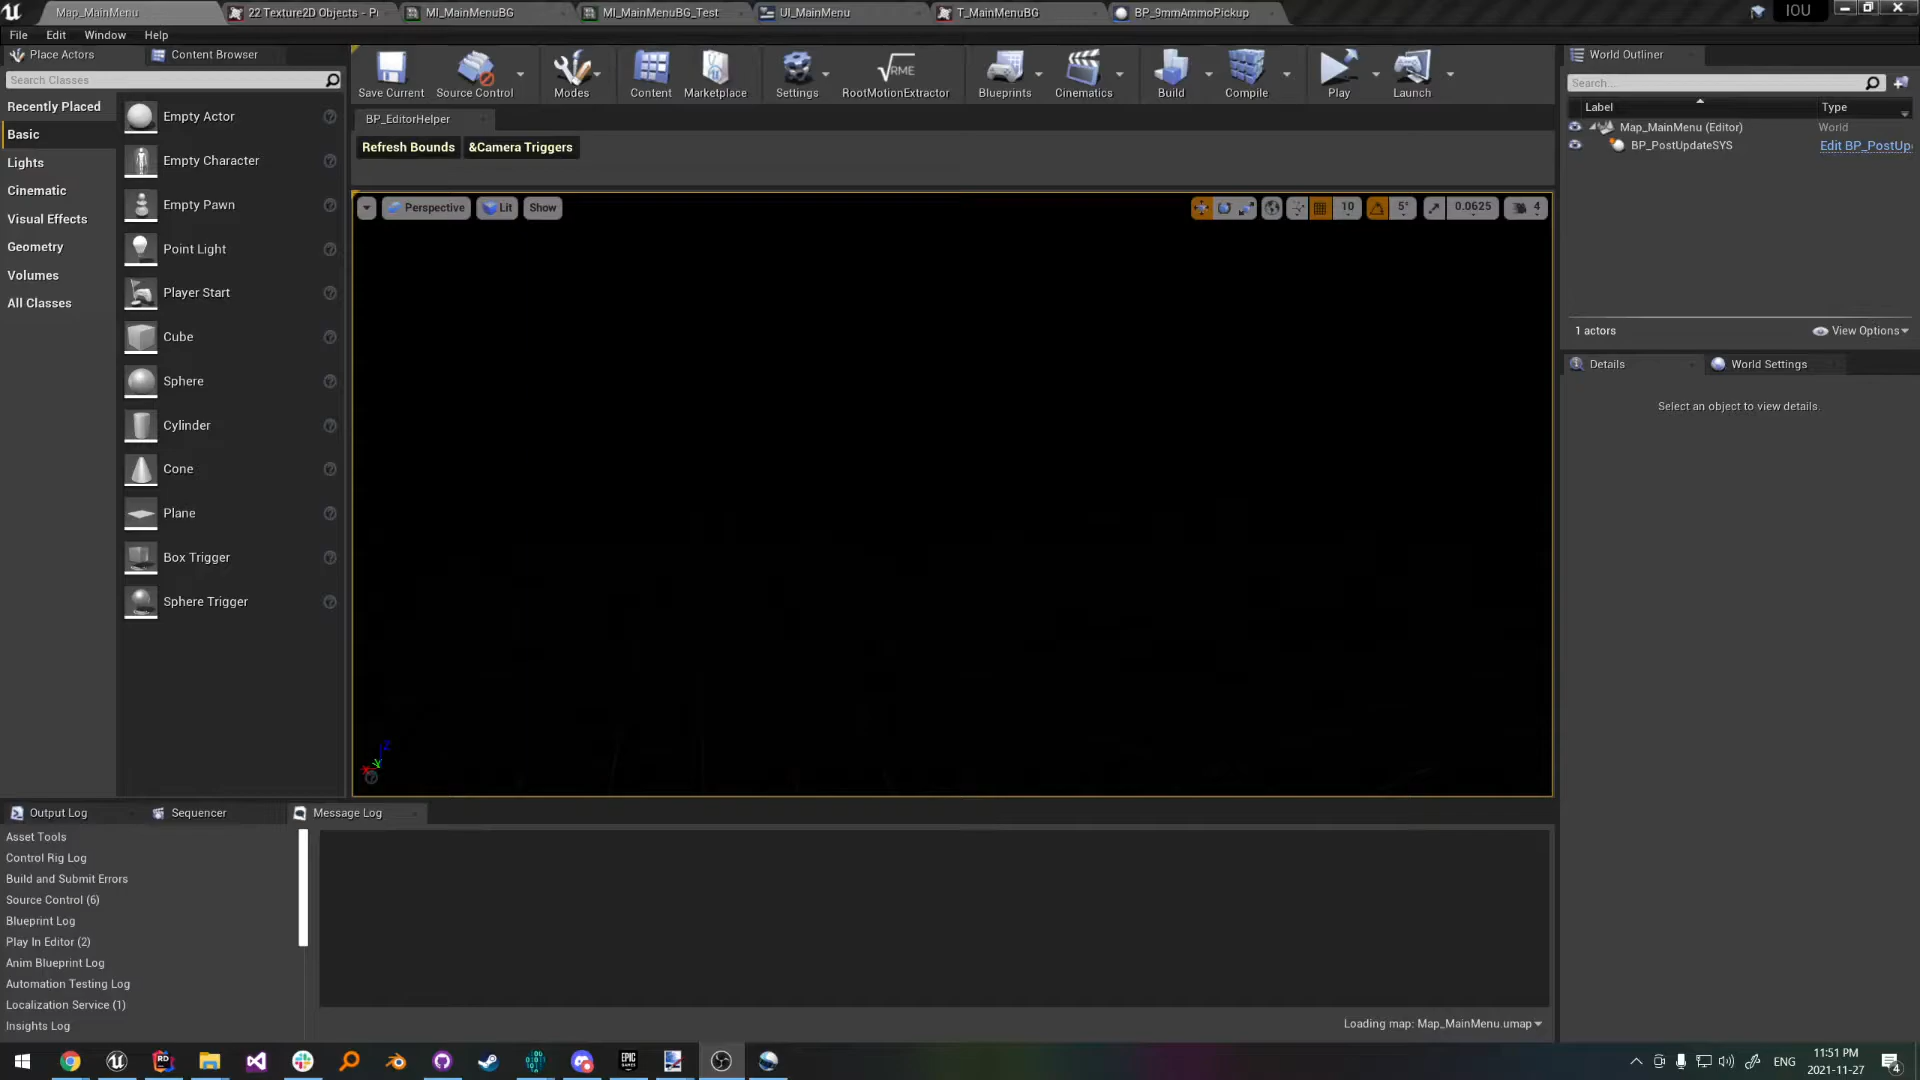 Map_MainMenu
22 Texture2D Objects - Pr
MI_MainMenuBG
MI_MainMenuBG_Test
UI_MainMenu
T_MainMenuBG
BP_9mmAmmoPickup
IOU
File Edit Window Help
Place Actors
Content Browser
Search Classes
Recently Placed
Basic
Lights
Cinematic
Visual Effects
Geometry
Volumes
All Classes
Empty Actor
Empty Character
Empty Pawn
Point Light
Player Start
Cube
Sphere
Cylinder
Cone
Plane
Box Trigger
Sphere Trigger
Save Current
Source Control
Modes
Content
Marketplace
Settings
√RME
RootMotionExtractor
Blueprints
Cinematics
Build
Compile
Play
Launch
BP_EditorHelper
Refresh Bounds
&Camera Triggers
Perspective
Lit
Show
10
5°
0.0625
4
Z
World Outliner
Search...
Label Type
Map_MainMenu (Editor) World
BP_PostUpdateSYS Edit BP_PostUp
1 actors
View Options
Details
World Settings
Select an object to view details.
Output Log
Sequencer
Message Log
Asset Tools
Control Rig Log
Build and Submit Errors
Source Control (6)
Blueprint Log
Play In Editor (2)
Anim Blueprint Log
Automation Testing Log
Localization Service (1)
Insights Log
Loading map: Map_MainMenu.umap
RD
EPIC GAMES
ENG
11:51 PM
2021-11-27
4